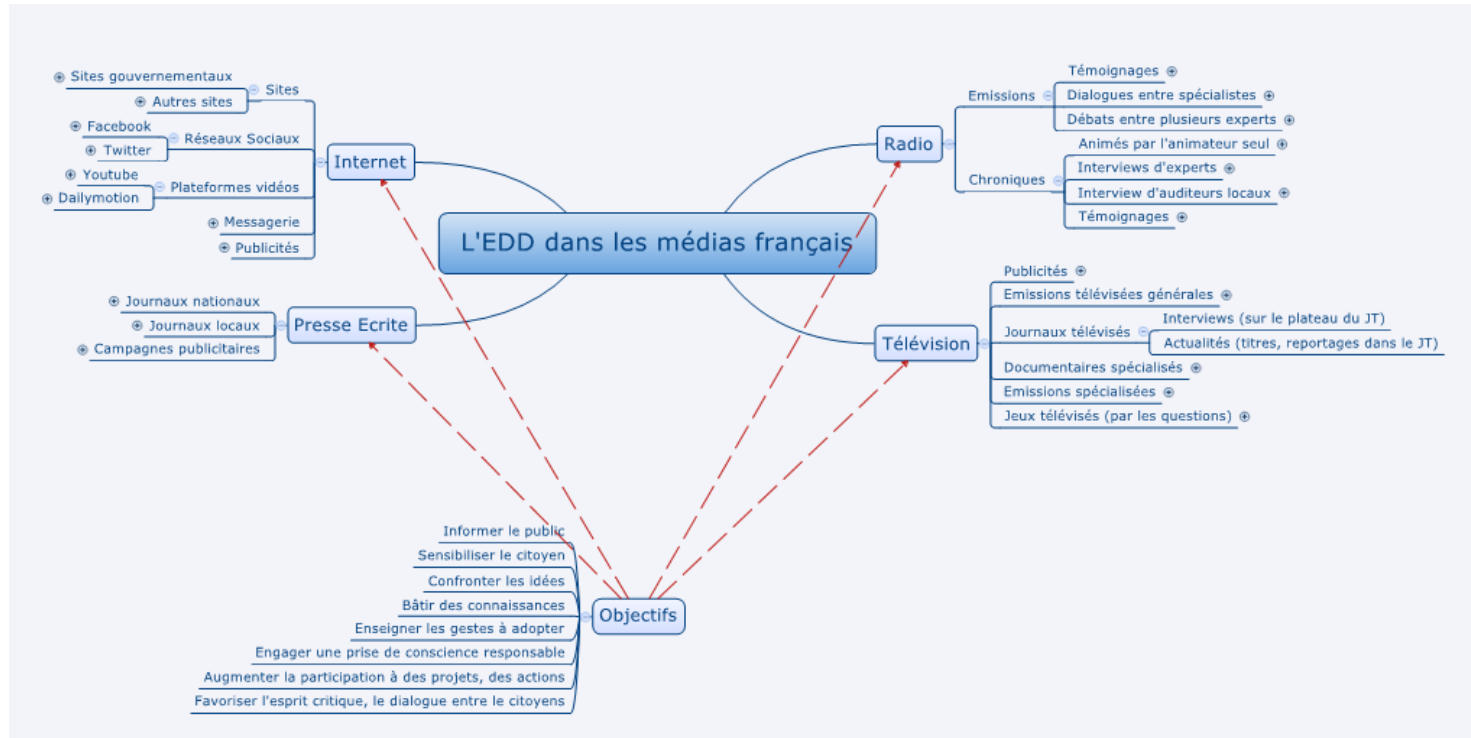 L'EDD dans les médias français
Internet
Sites
Sites gouvernementaux
Autres sites
Réseaux Sociaux
Facebook
Twitter
Plateformes vidéos
Youtube
Dailymotion
Messagerie
Publicités
Presse Ecrite
Journaux nationaux
Journaux locaux
Campagnes publicitaires
Radio
Emissions
Témoignages
Dialogues entre spécialistes
Débats entre plusieurs experts
Chroniques
Animés par l'animateur seul
Interviews d'experts
Interview d'auditeurs locaux
Témoignages
Télévision
Publicités
Emissions télévisées générales
Journaux télévisés
Interviews (sur le plateau du JT)
Actualités (titres, reportages dans le JT)
Documentaires spécialisés
Emissions spécialisées
Jeux télévisés (par les questions)
Objectifs
Informer le public
Sensibiliser le citoyen
Confronter les idées
Bâtir des connaissances
Enseigner les gestes à adopter
Engager une prise de conscience responsable
Augmenter la participation à des projets, des actions
Favoriser l'esprit critique, le dialogue entre le citoyens